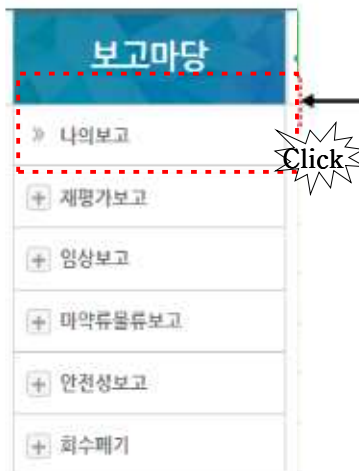 보고마당
» 나의보고
Click
+ 재평가보고
+ 임상보고
+ 마약류물류보고
+ 안전성보고
+ 회수폐기